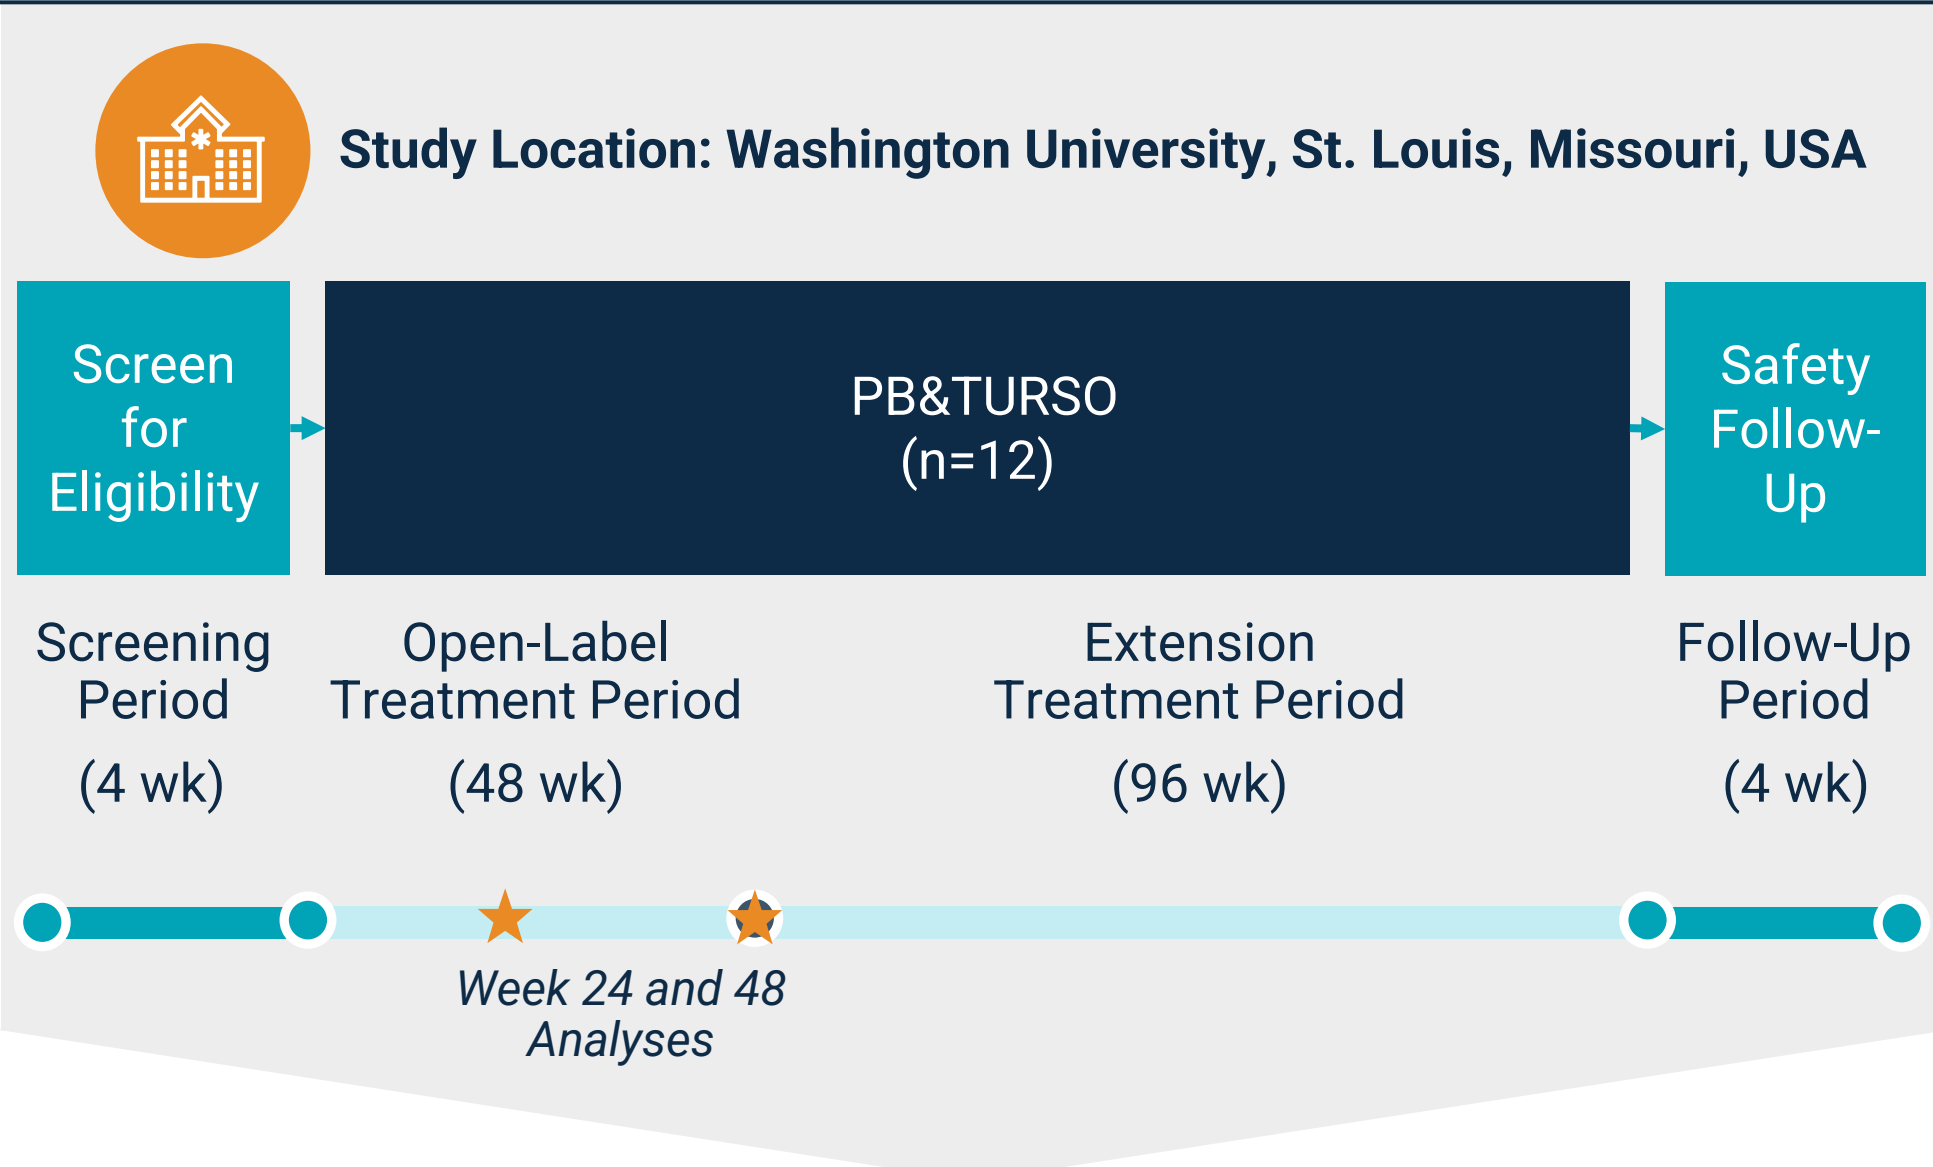 Study Location: Washington University, St. Louis, Missouri, USA
Screen
for
Eligibility
PB&TURSO
(n=12)
Safety
Follow-
Up
Screening
Period
(4 wk)
Open-Label
Treatment Period
(48 wk)
Extension
Treatment Period
(96 wk)
Follow-Up
Period
(4 wk)
Week 24 and 48
Analyses